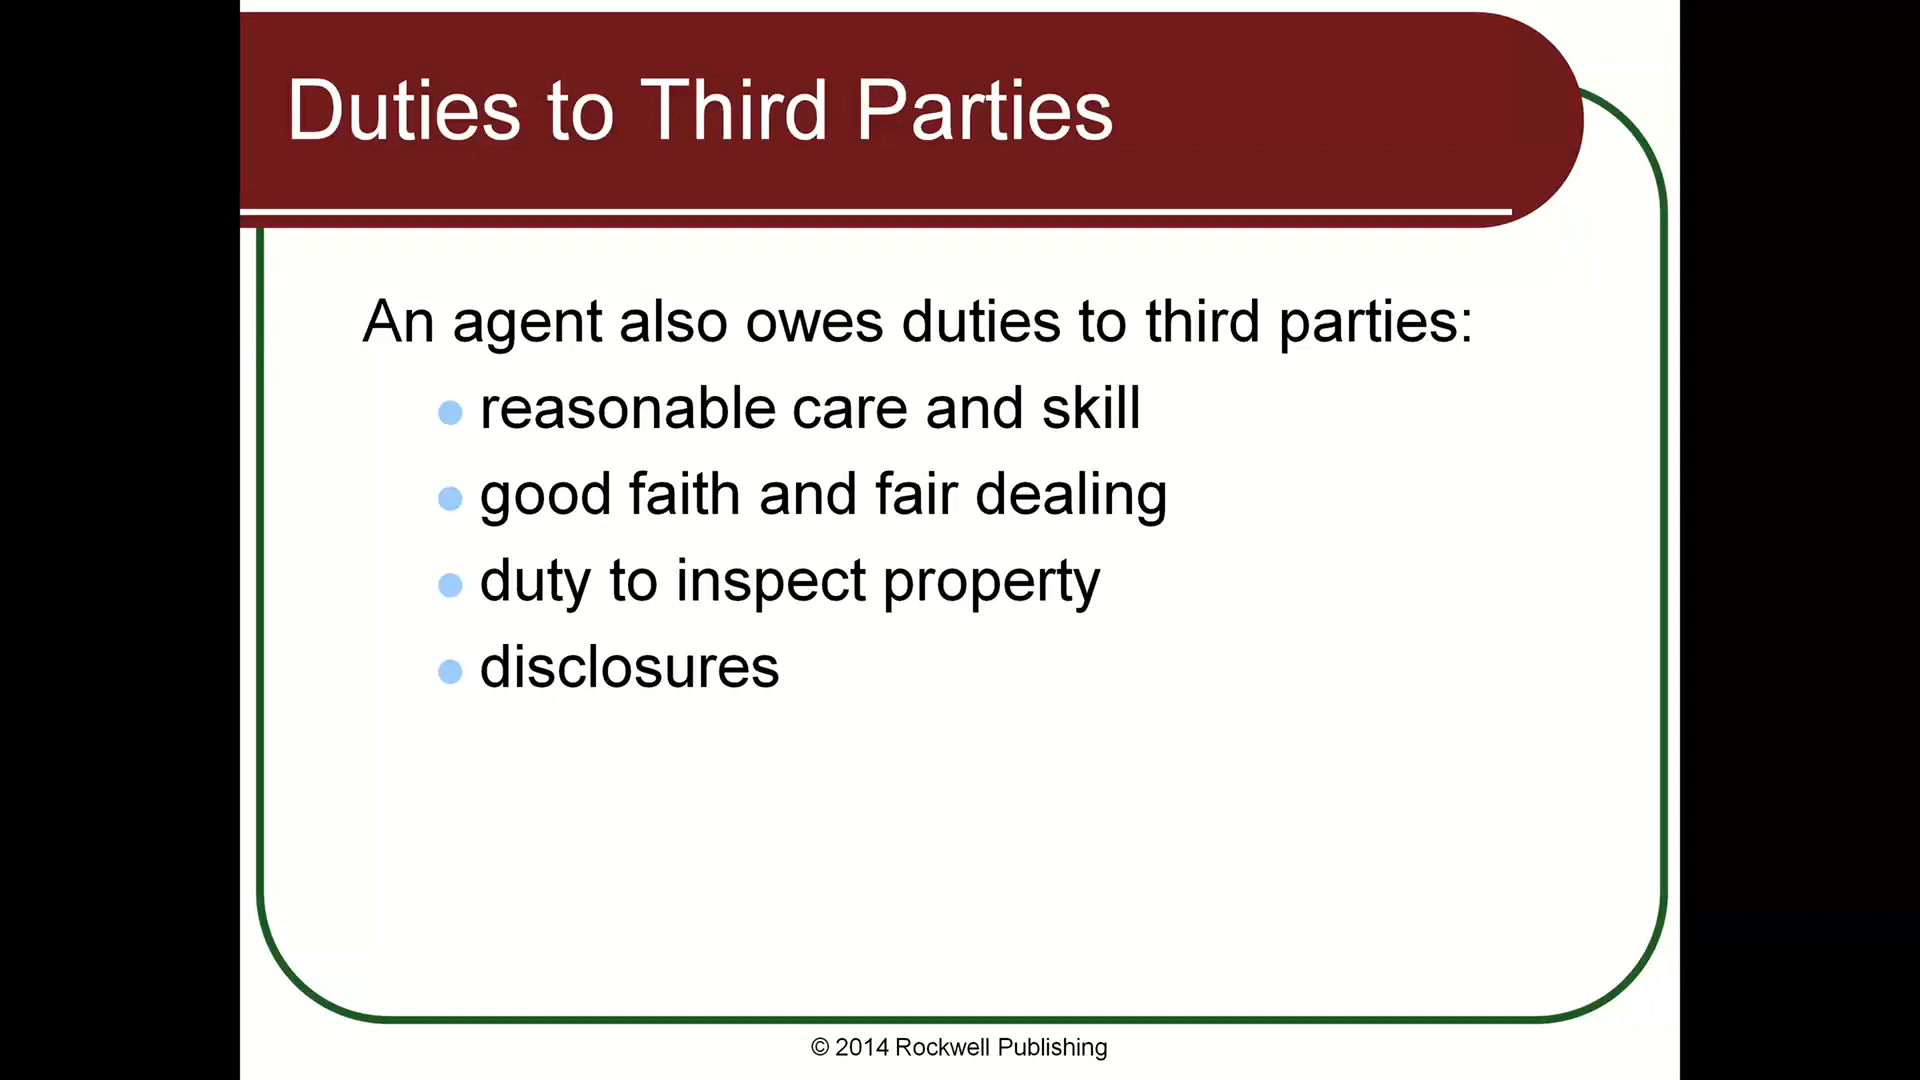 Duties to Third Parties
An agent also owes duties to third parties:
● reasonable care and skill
● good faith and fair dealing
● duty to inspect property
● disclosures
© 2014 Rockwell Publishing